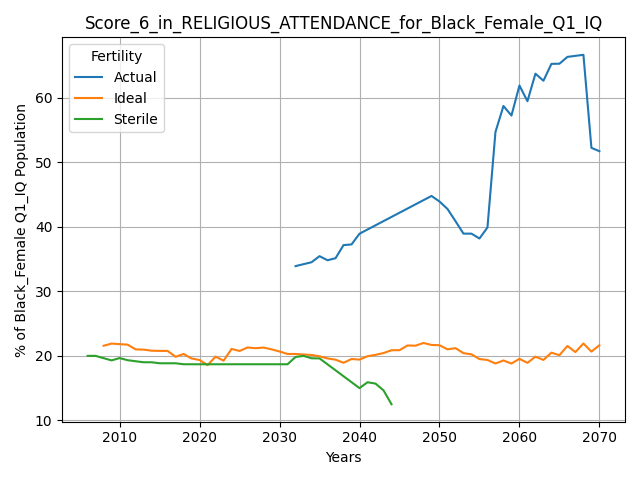 Score_6_in_RELIGIOUS_ATTENDANCE_for_Black_Female_Q1_IQ
Fertility
Actual
Ideal
Sterile
% of Black_Female Q1_IQ Population
60
50
40
30
20
10
2010 2020 2030 2040 2050 2060 2070
Years